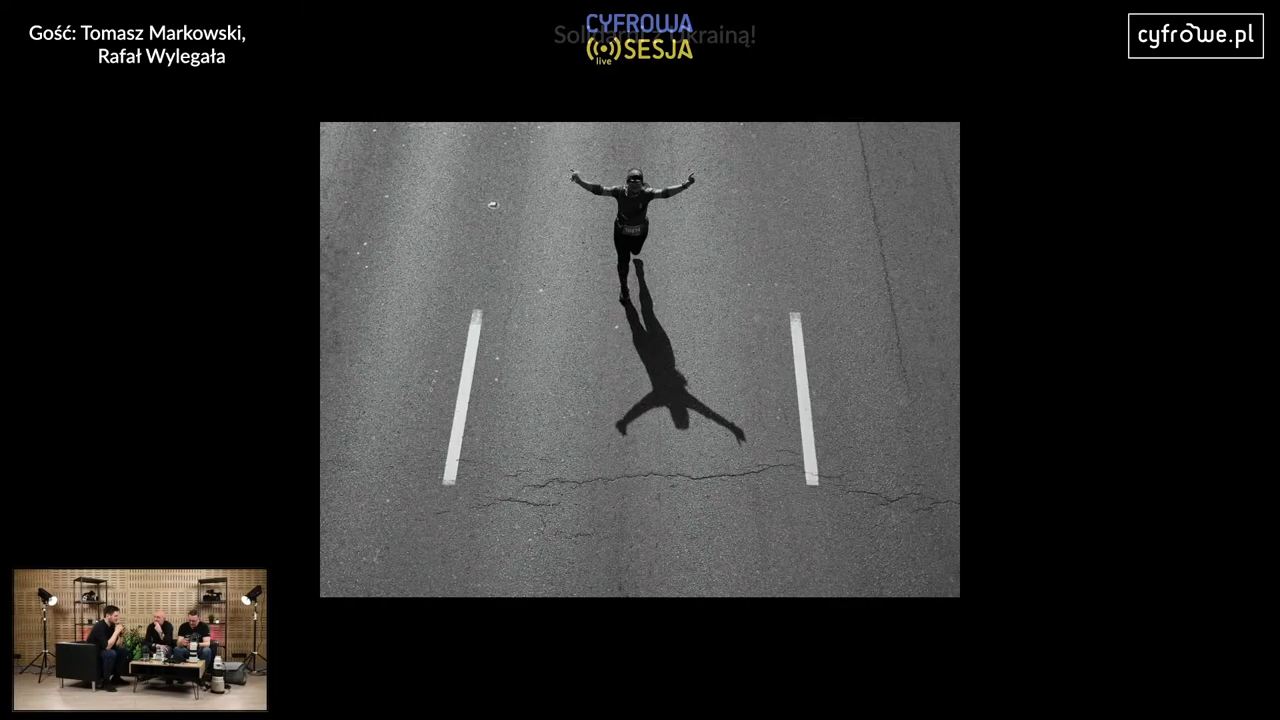 Gość: Tomasz Markowski,
Rafał Wylegała
CYFROWA
SESJA
live
cyfrowe.pl